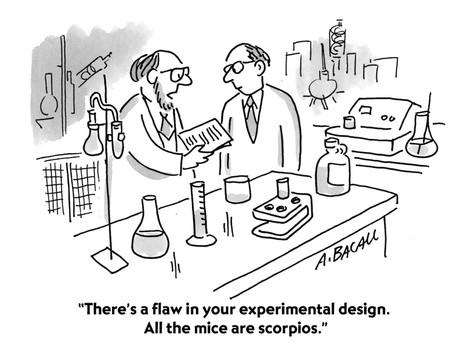 A. BACALL
"There's a flaw in your experimental design.
All the mice are scorpios."